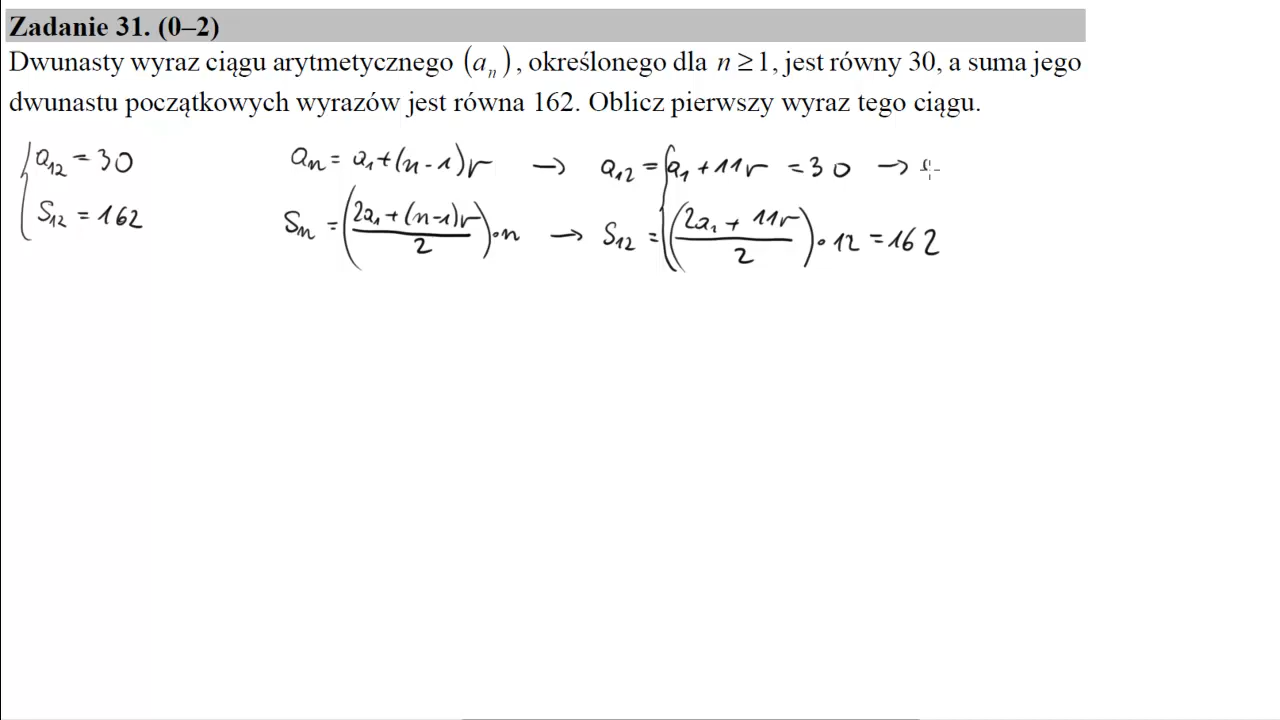 Zadanie 31. (0–2)
Dwunasty wyraz ciągu arytmetycznego (aₙ), określonego dla n ≥ 1, jest równy 30, a suma jego
dwunastu początkowych wyrazów jest równa 162. Oblicz pierwszy wyraz tego ciągu.
a₁₂ = 30
S₁₂ = 162
aₙ = a₁ + (n - 1)r → a₁₂ = a₁ + 11r = 30 →
Sₙ = ((2a₁ + (n-1)r)/2) · n → S₁₂ = ((2a₁ + 11r)/2) · 12 = 162